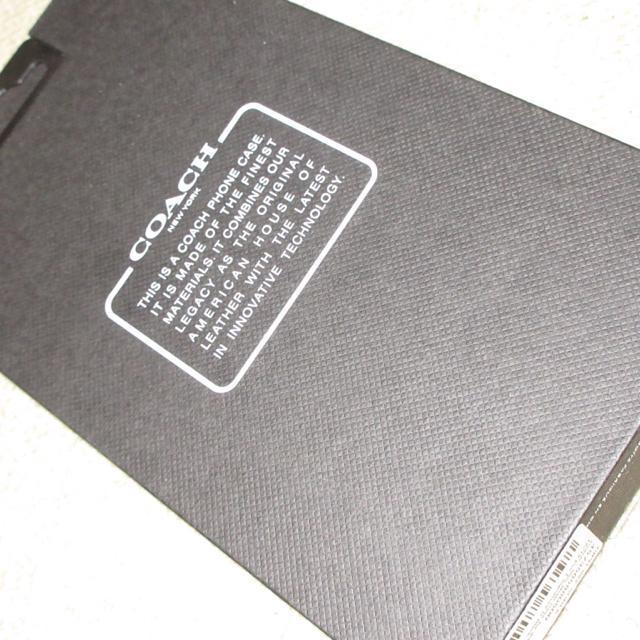 COACH
NEW YORK
THIS IS A COACH PHONE CASE.
IT IS MADE OF THE FINEST
MATERIALS. IT COMBINES OUR
LEGACY AS THE ORIGINAL
AMERICAN HOUSE OF
LEATHER WITH THE LATEST
IN INNOVATIVE TECHNOLOGY.